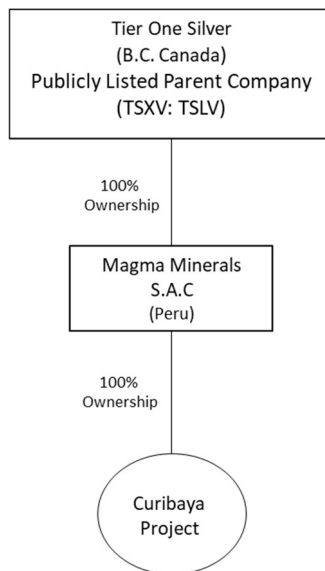 Tier One Silver
(B.C. Canada)
Publicly Listed Parent Company
(TSXV: TSLV)
100%
Ownership
Magma Minerals
S.A.C
(Peru)
100%
Ownership
Curibaya
Project